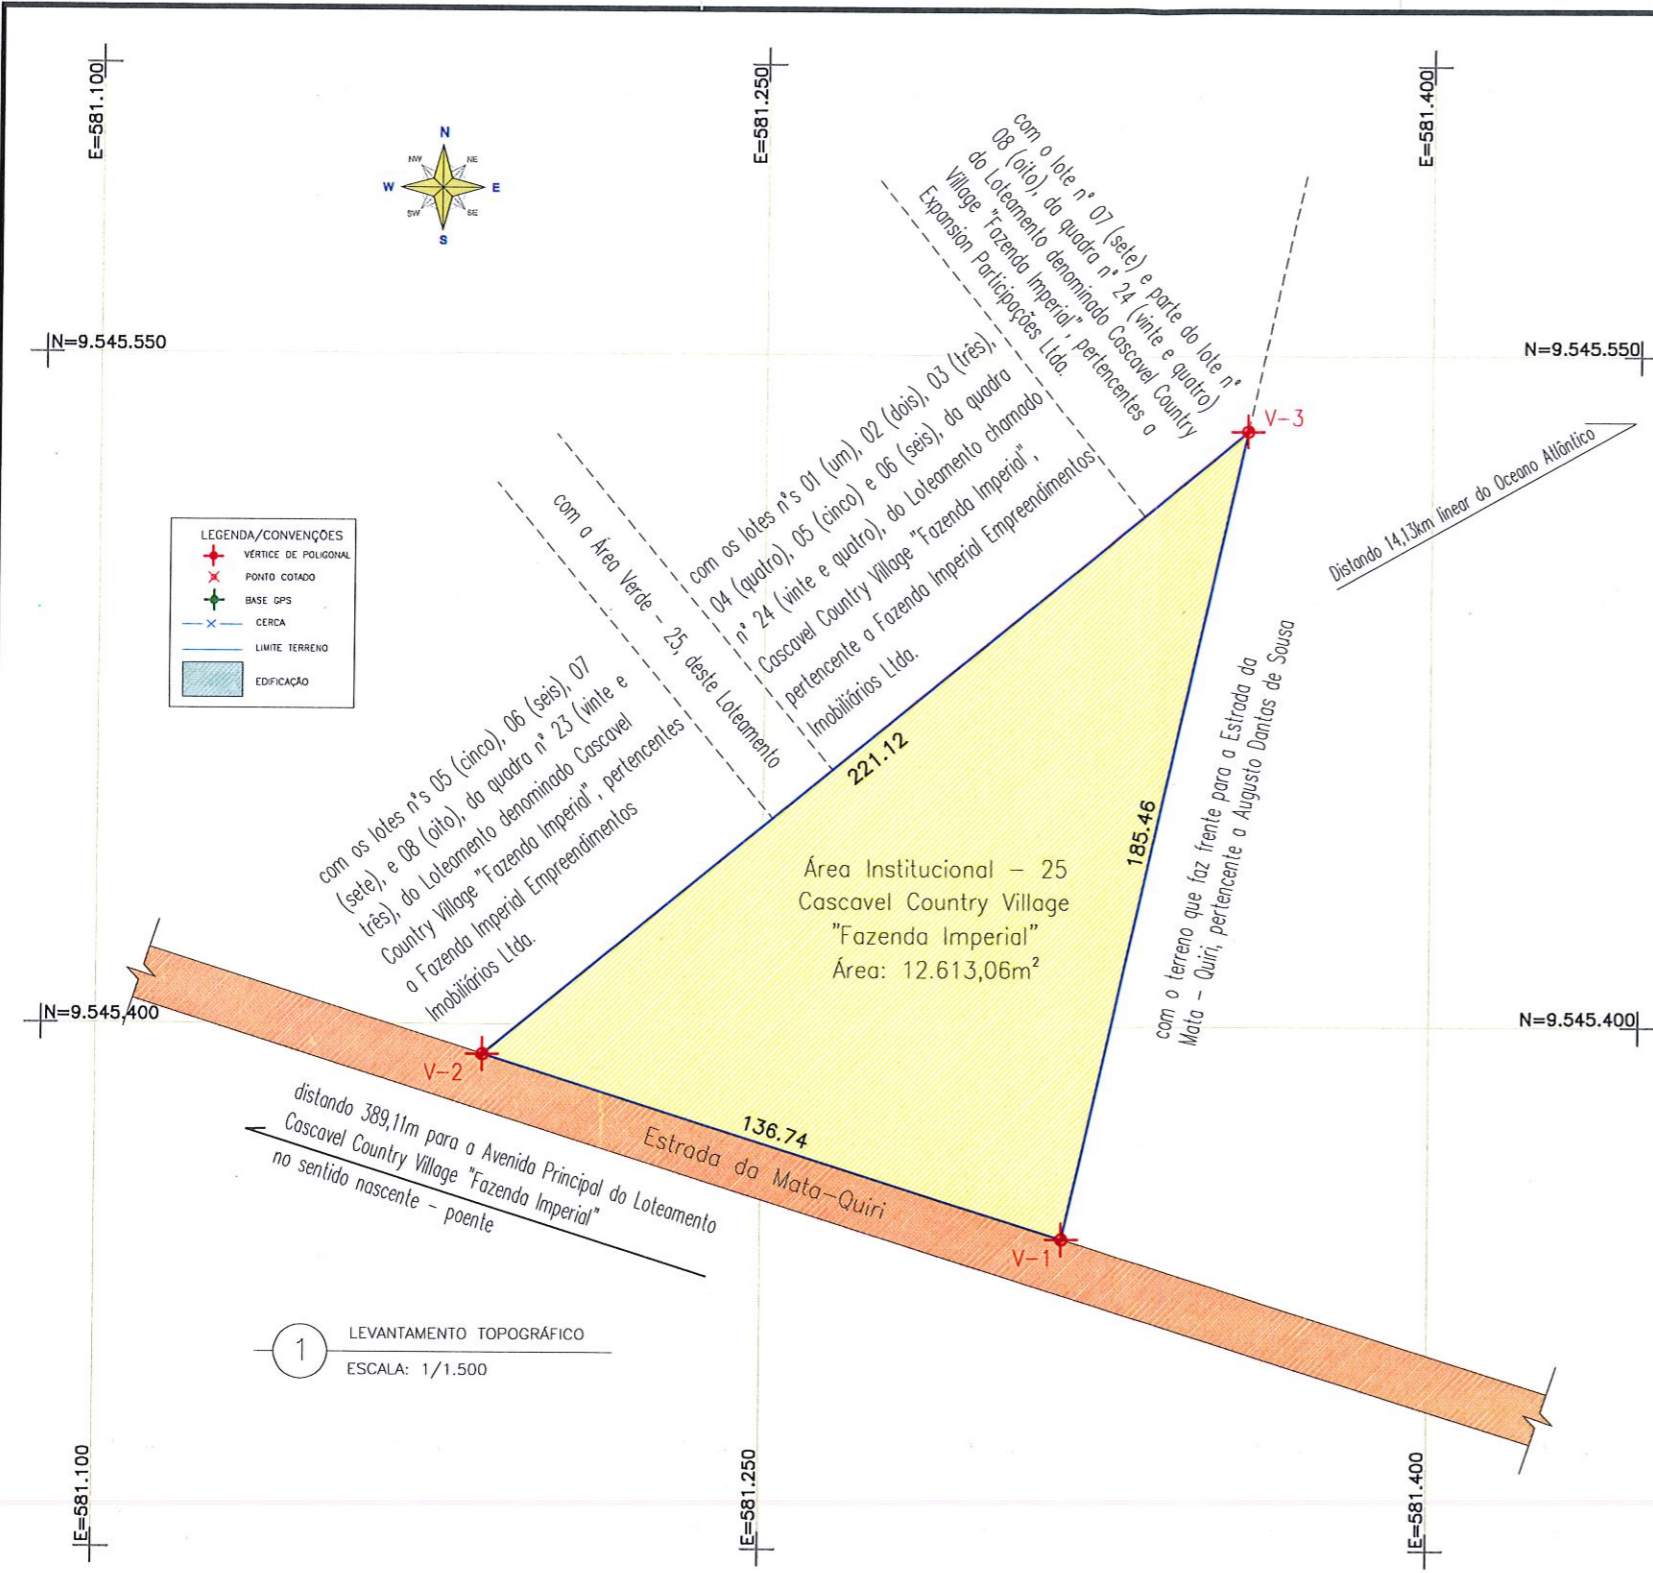 E=581.100
E=581.250
E=581.400
N
NW
NE
W
E
SW
SE
S
N=9.545.550
N=9.545.550
com o lote n° 07 (sete) e parte do lote n°
08 (oito), da quadra n° 24 (vinte e quatro)
do Loteamento denominado Cascavel Country
Village "Fazenda Imperial", pertencentes a
Expansion Participações Ltda.
V-3
Distando 14,13km linear do Oceano Atlântico
com os lotes n°s 01 (um), 02 (dois), 03 (três),
04 (quatro), 05 (cinco) e 06 (seis), da quadra
n° 24 (vinte e quatro), do Loteamento chamado
Cascavel Country Village "Fazenda Imperial",
pertencente a Fazenda Imperial Empreendimentos
Imobiliários Ltda.
com a Área Verde - 25, deste Loteamento
LEGENDA/CONVENÇÕES
VÉRTICE DE POLIGONAL
PONTO COTADO
BASE GPS
CERCA
LIMITE TERRENO
EDIFICAÇÃO
com os lotes n°s 05 (cinco), 06 (seis), 07
(sete), e 08 (oito), da quadra n° 23 (vinte e
três), do Loteamento denominado Cascavel
Country Village "Fazenda Imperial", pertencentes
a Fazenda Imperial Empreendimentos
Imobiliários Ltda.
221.12
185.46
com o terreno que faz frente para a Estrada da
Mata - Quiri, pertencente a Augusto Dantas de Sousa
Área Institucional - 25
Cascavel Country Village
"Fazenda Imperial"
Área: 12.613,06m²
N=9.545.400
N=9.545.400
V-2
136.74
Estrada da Mata-Quiri
V-1
distando 389,11m para a Avenida Principal do Loteamento
Cascavel Country Village "Fazenda Imperial"
no sentido nascente - poente
1
LEVANTAMENTO TOPOGRÁFICO
ESCALA: 1/1.500
E=581.100
E=581.250
E=581.400